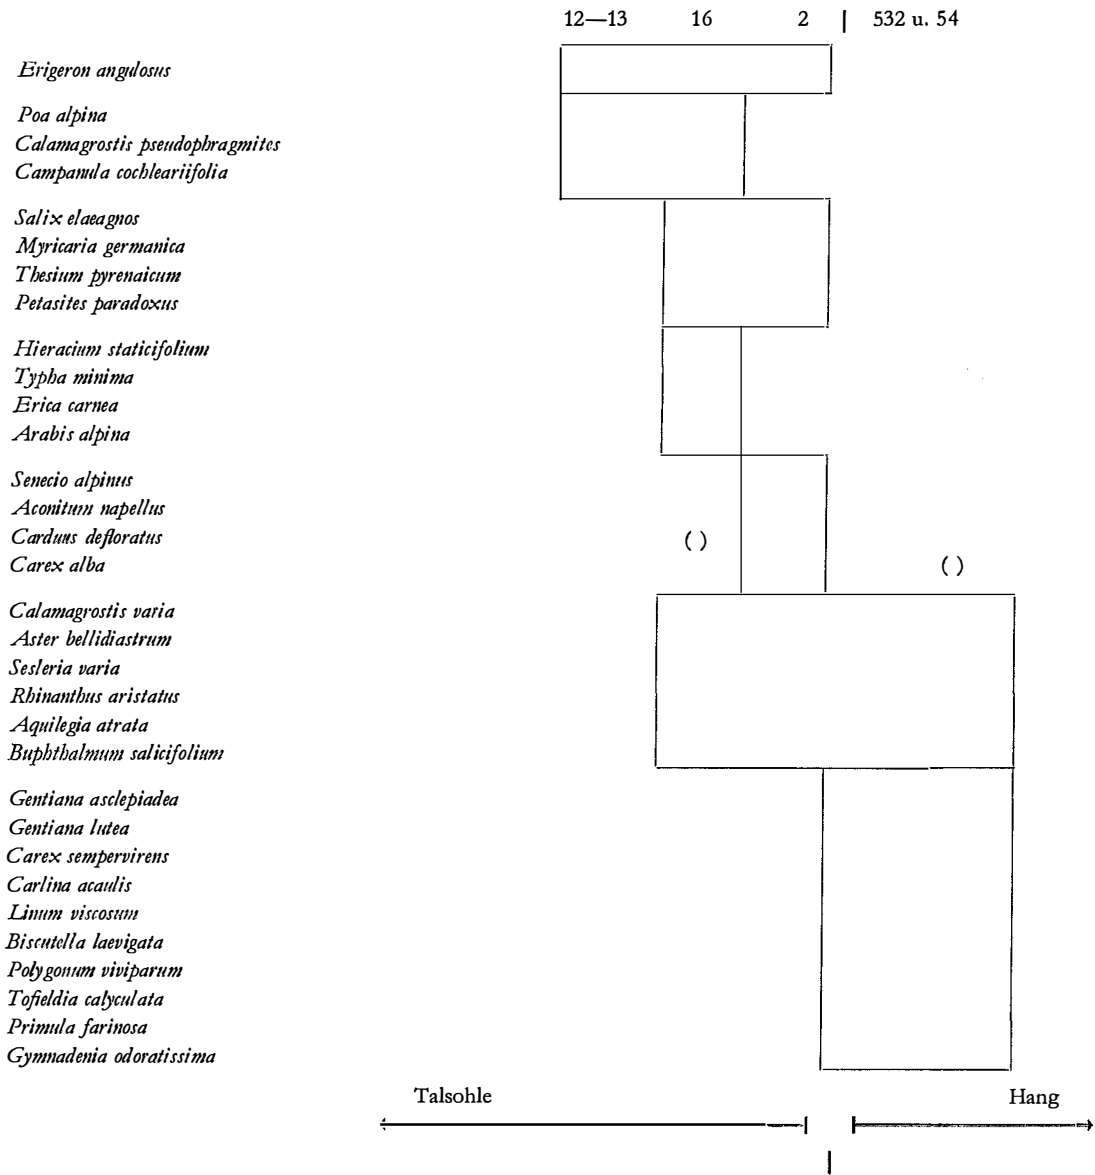 12—13 16 2 | 532 u. 54
Erigeron angulosus
Poa alpina
Calamagrostis pseudophragmites
Campanula cochleariifolia
Salix elaeagnos
Myricaria germanica
Thesium pyrenaicum
Petasites paradoxus
Hieracium staticifolium
Typha minima
Erica carnea
Arabis alpina
Senecio alpinus
Aconitum napellus
Carduus defloratus ( )
Carex alba ( )
Calamagrostis varia
Aster bellidiastrum
Sesleria varia
Rhinanthus aristatus
Aquilegia atrata
Buphthalmum salicifolium
Gentiana asclepiadea
Gentiana lutea
Carex sempervirens
Carlina acaulis
Linum viscosum
Biscutella laevigata
Polygonum viviparum
Tofieldia calyculata
Primula farinosa
Gymnadenia odoratissima
Talsohle Hang